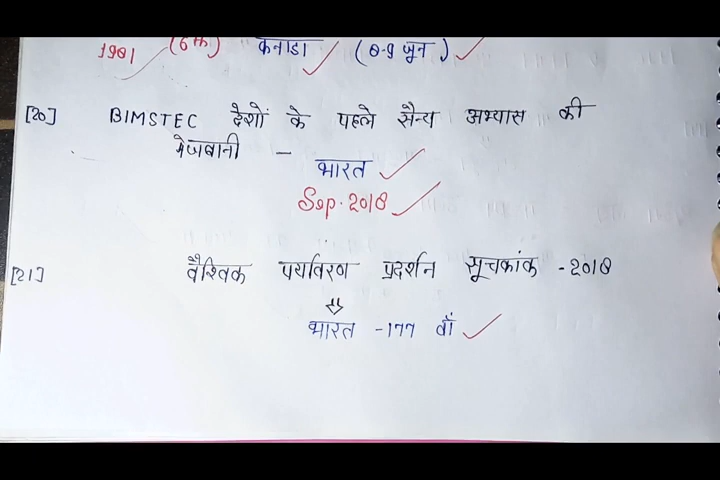 1981 (6th) कनाडा (8-9 जून)
[20] BIMSTEC देशों के पहले सैन्य अभ्यास की
मेजबानी - भारत
Sep. 2018
[21] वैश्विक पर्यावरण प्रदर्शन सूचकांक - 2018
⇓
भारत - 177 वाँ